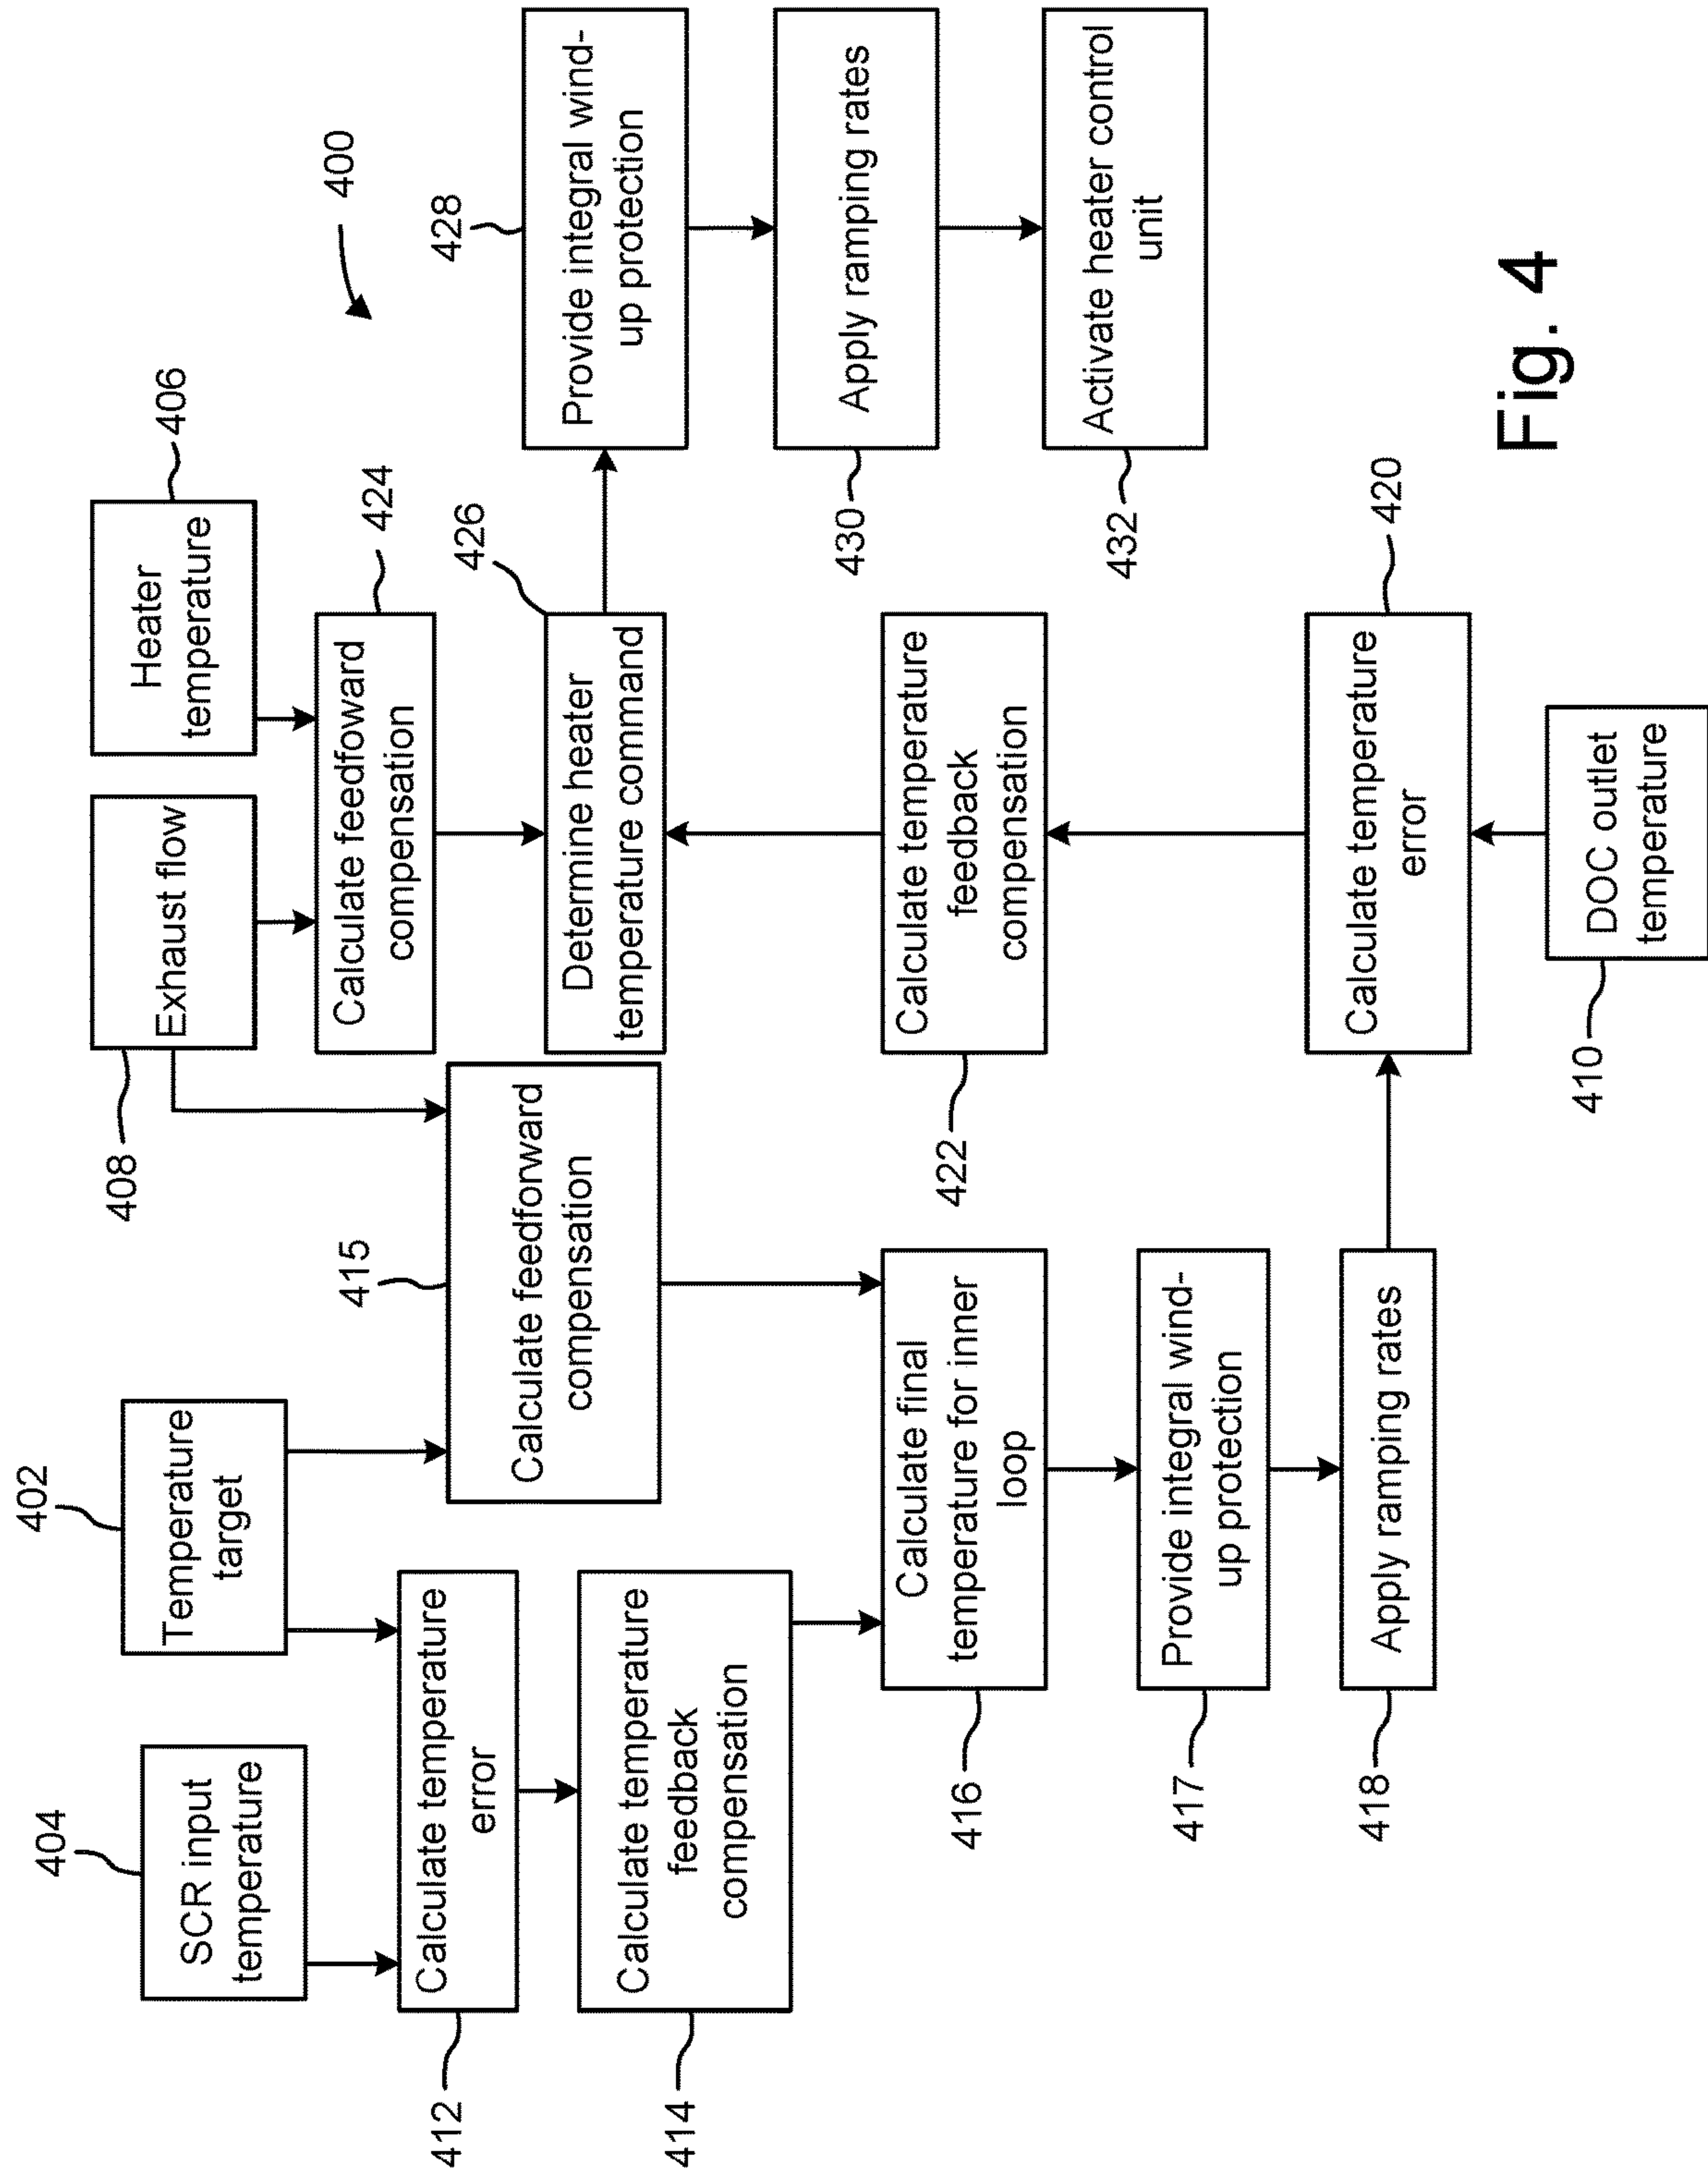 404
SCR input
temperature
402
Temperature
target
408
Exhaust flow
406
Heater
temperature
400
412
Calculate temperature
error
415
Calculate feedforward
compensation
424
Calculate feedfoward
compensation
414
Calculate temperature
feedback
compensation
426
Determine heater
temperature command
428
Provide integral wind-
up protection
416
Calculate final
temperature for inner
loop
422
Calculate temperature
feedback
compensation
430
Apply ramping rates
417
Provide integral wind-
up protection
432
Activate heater control
unit
418
Apply ramping rates
420
Calculate temperature
error
410
DOC outlet
temperature
Fig. 4